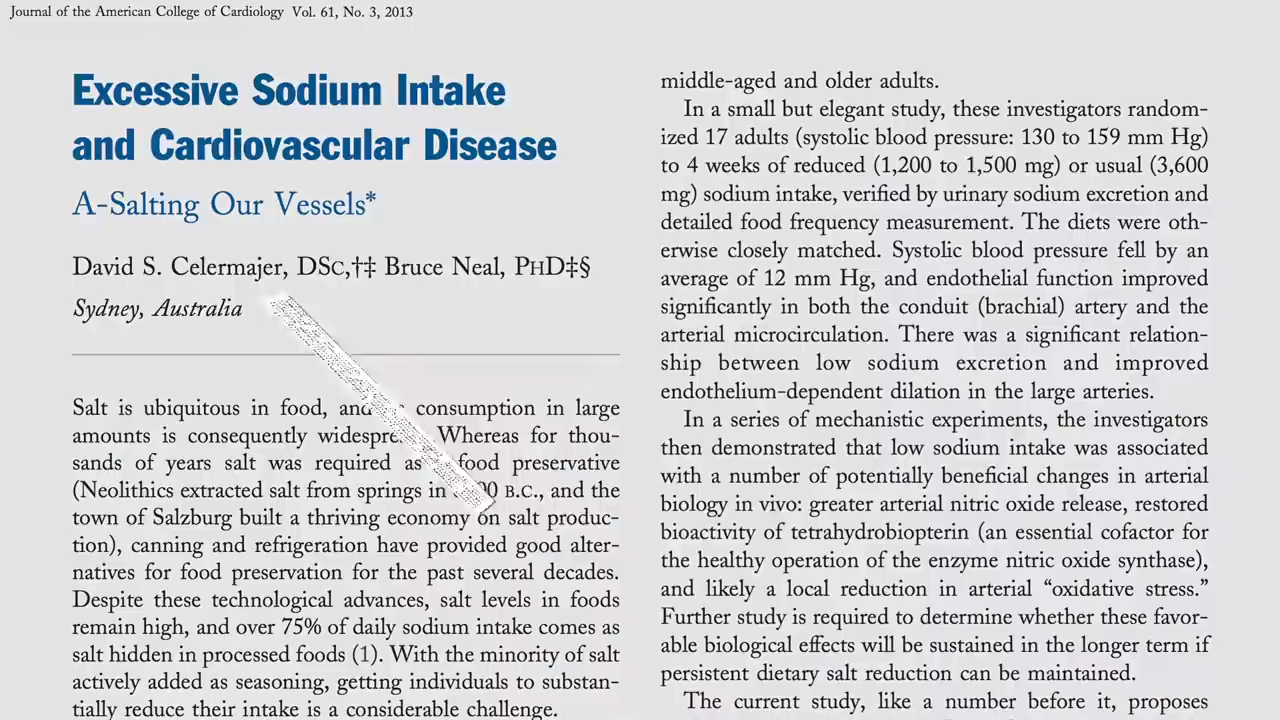 Journal of the American College of Cardiology Vol. 61, No. 3, 2013
Excessive Sodium Intake
and Cardiovascular Disease
A-Salting Our Vessels*
David S. Celermajer, DSC,†‡ Bruce Neal, PHD‡§
Sydney, Australia
Salt is ubiquitous in food, and consumption in large
amounts is consequently Whereas for thou-
sands of years salt was required as food preservative
(Neolithics extracted salt from springs in B.C., and the
town of Salzburg built a thriving economy on salt produc-
tion), canning and refrigeration have provided good alter-
natives for food preservation for the past several decades.
Despite these technological advances, salt levels in foods
remain high, and over 75% of daily sodium intake comes as
salt hidden in processed foods (1). With the minority of salt
actively added as seasoning, getting individuals to substan-
tially reduce their intake is a considerable challenge.
middle-aged and older adults.
In a small but elegant study, these investigators random-
ized 17 adults (systolic blood pressure: 130 to 159 mm Hg)
to 4 weeks of reduced (1,200 to 1,500 mg) or usual (3,600
mg) sodium intake, verified by urinary sodium excretion and
detailed food frequency measurement. The diets were oth-
erwise closely matched. Systolic blood pressure fell by an
average of 12 mm Hg, and endothelial function improved
significantly in both the conduit (brachial) artery and the
arterial microcirculation. There was a significant relation-
ship between low sodium excretion and improved
endothelium-dependent dilation in the large arteries.
In a series of mechanistic experiments, the investigators
then demonstrated that low sodium intake was associated
with a number of potentially beneficial changes in arterial
biology in vivo: greater arterial nitric oxide release, restored
bioactivity of tetrahydrobiopterin (an essential cofactor for
the healthy operation of the enzyme nitric oxide synthase),
and likely a local reduction in arterial “oxidative stress.”
Further study is required to determine whether these favor-
able biological effects will be sustained in the longer term if
persistent dietary salt reduction can be maintained.
The current study, like a number before it, proposes